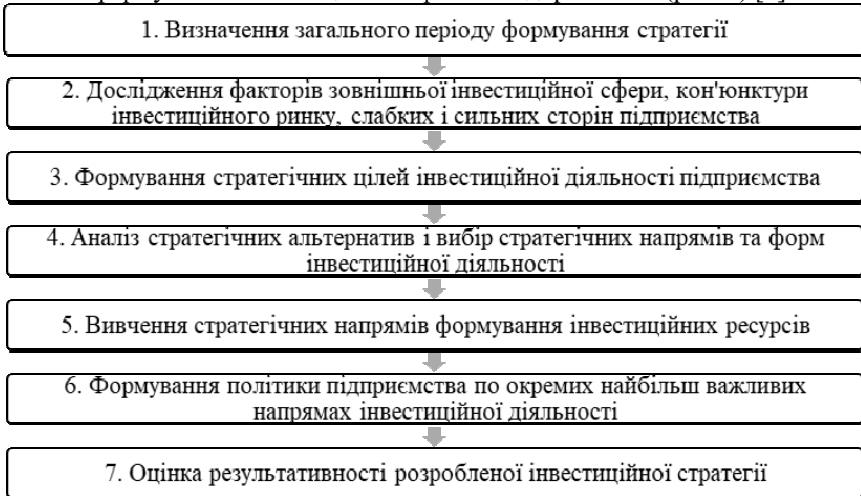 1. Визначення загального періоду формування стратегії
2. Дослідження факторів зовнішньої інвестиційної сфери, кон'юнктури
інвестиційного ринку, слабких і сильних сторін підприємства
3. Формування стратегічних цілей інвестиційної діяльності підприємства
4. Аналіз стратегічних альтернатив і вибір стратегічних напрямів та форм
інвестиційної діяльності
5. Вивчення стратегічних напрямів формування інвестиційних ресурсів
6. Формування політики підприємства по окремих найбільш важливих
напрямах інвестиційної діяльності
7. Оцінка результативності розробленої інвестиційної стратегії